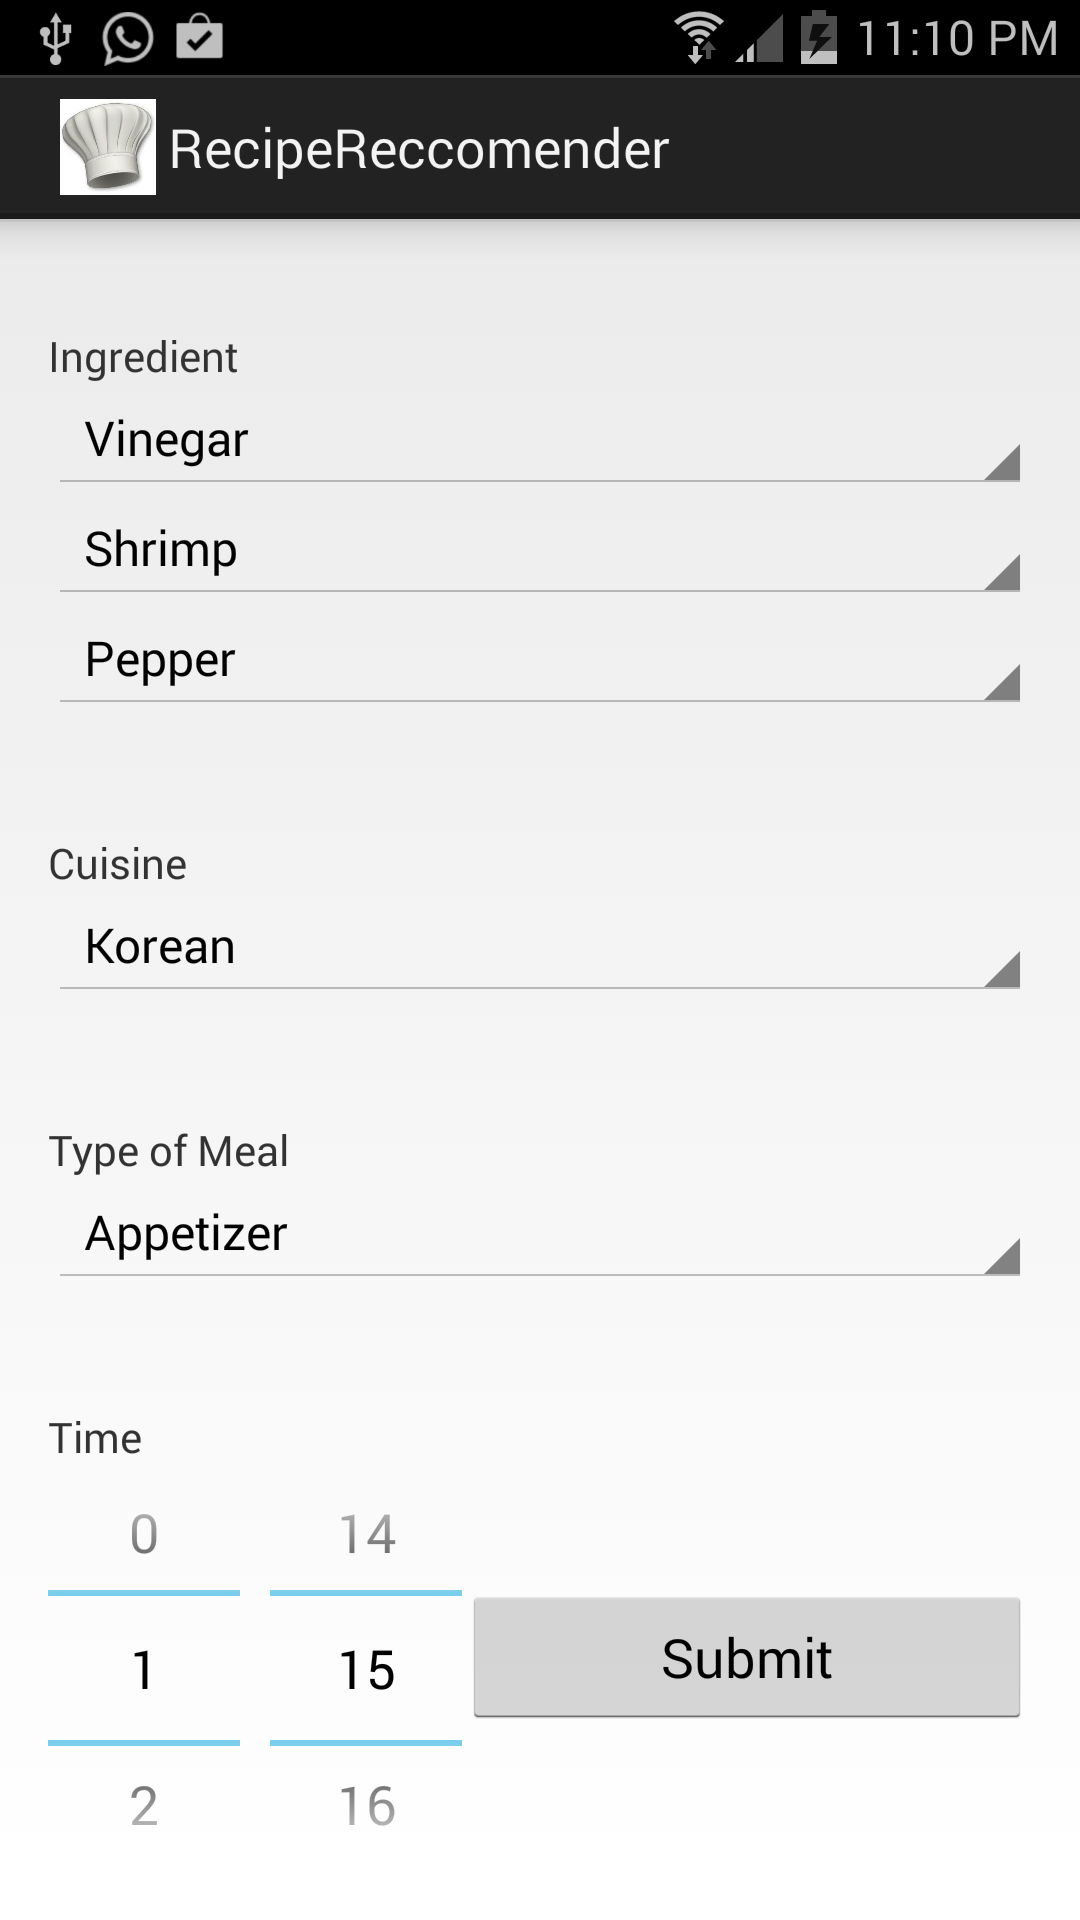 11:10 PM
RecipeReccomender
Ingredient
Vinegar
Shrimp
Pepper
Cuisine
Korean
Type of Meal
Appetizer
Time
0 14
1 15 Submit
2 16